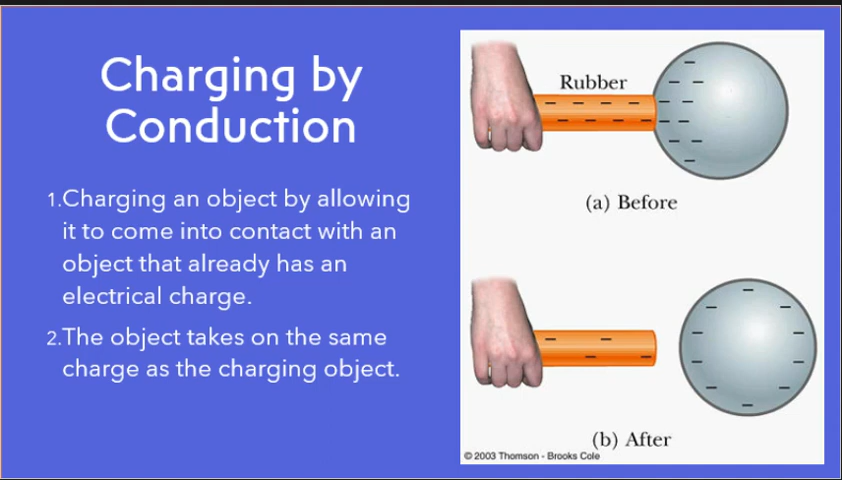 Charging by
Conduction
1.Charging an object by allowing
it to come into contact with an
object that already has an
electrical charge.
2.The object takes on the same
charge as the charging object.
Rubber
(a) Before
(b) After
© 2003 Thomson - Brooks Cole